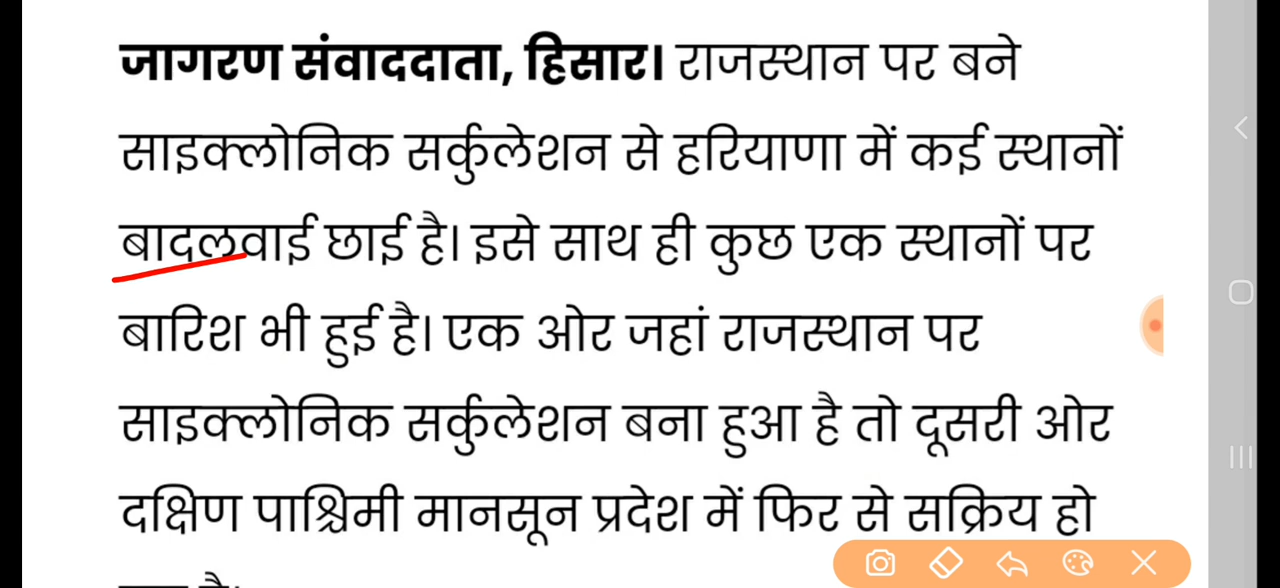 जागरण संवाददाता, हिसार। राजस्थान पर बने
साइक्लोनिक सर्कुलेशन से हरियाणा में कई स्थानों
बादलवाई छाई है। इसे साथ ही कुछ एक स्थानों पर
बारिश भी हुई है। एक ओर जहां राजस्थान पर
साइक्लोनिक सर्कुलेशन बना हुआ है तो दूसरी ओर
दक्षिण पाश्चिमी मानसून प्रदेश में फिर से सक्रिय हो